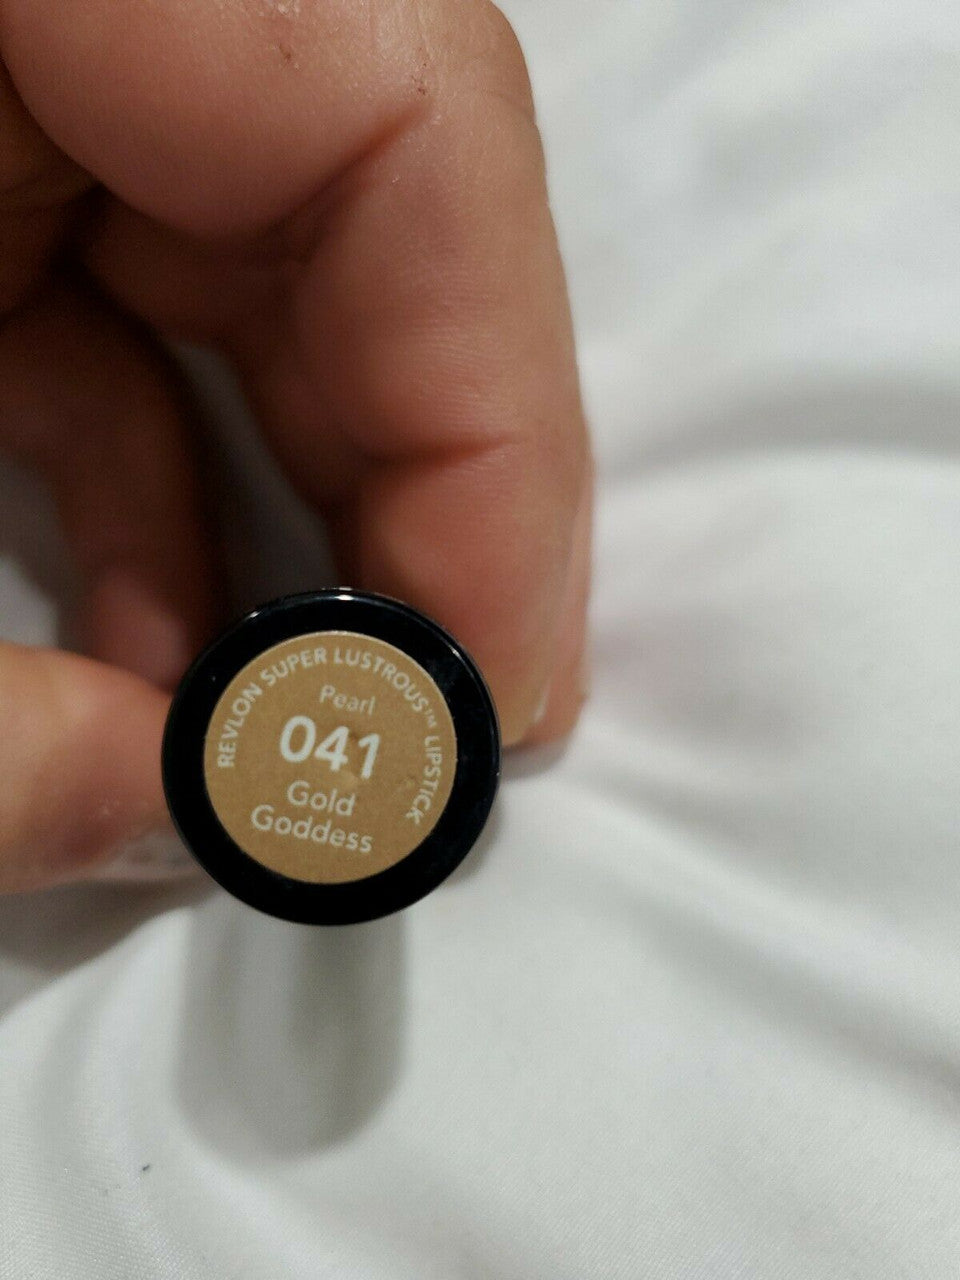 REVLON SUPER LUSTROUS™ LIPSTICK
Pearl
041
Gold
Goddess